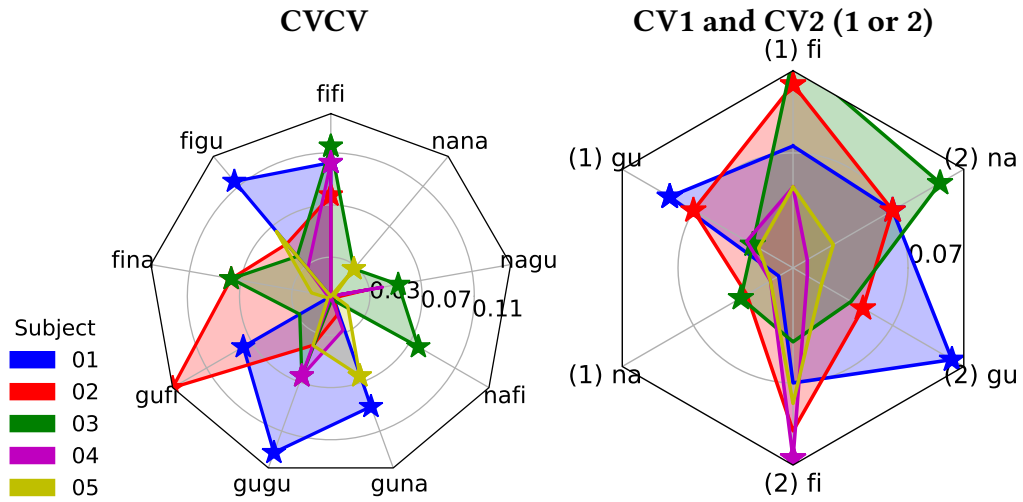 CVCV
CV1 and CV2 (1 or 2)
(1) fi
fifi
figu
nana
(1) gu
(2) na
fina
nagu
0.07
0.03
0.07
0.11
Subject
01
(1) na
(2) gu
gufi
nafi
02
03
04
gugu
guna
(2) fi
05